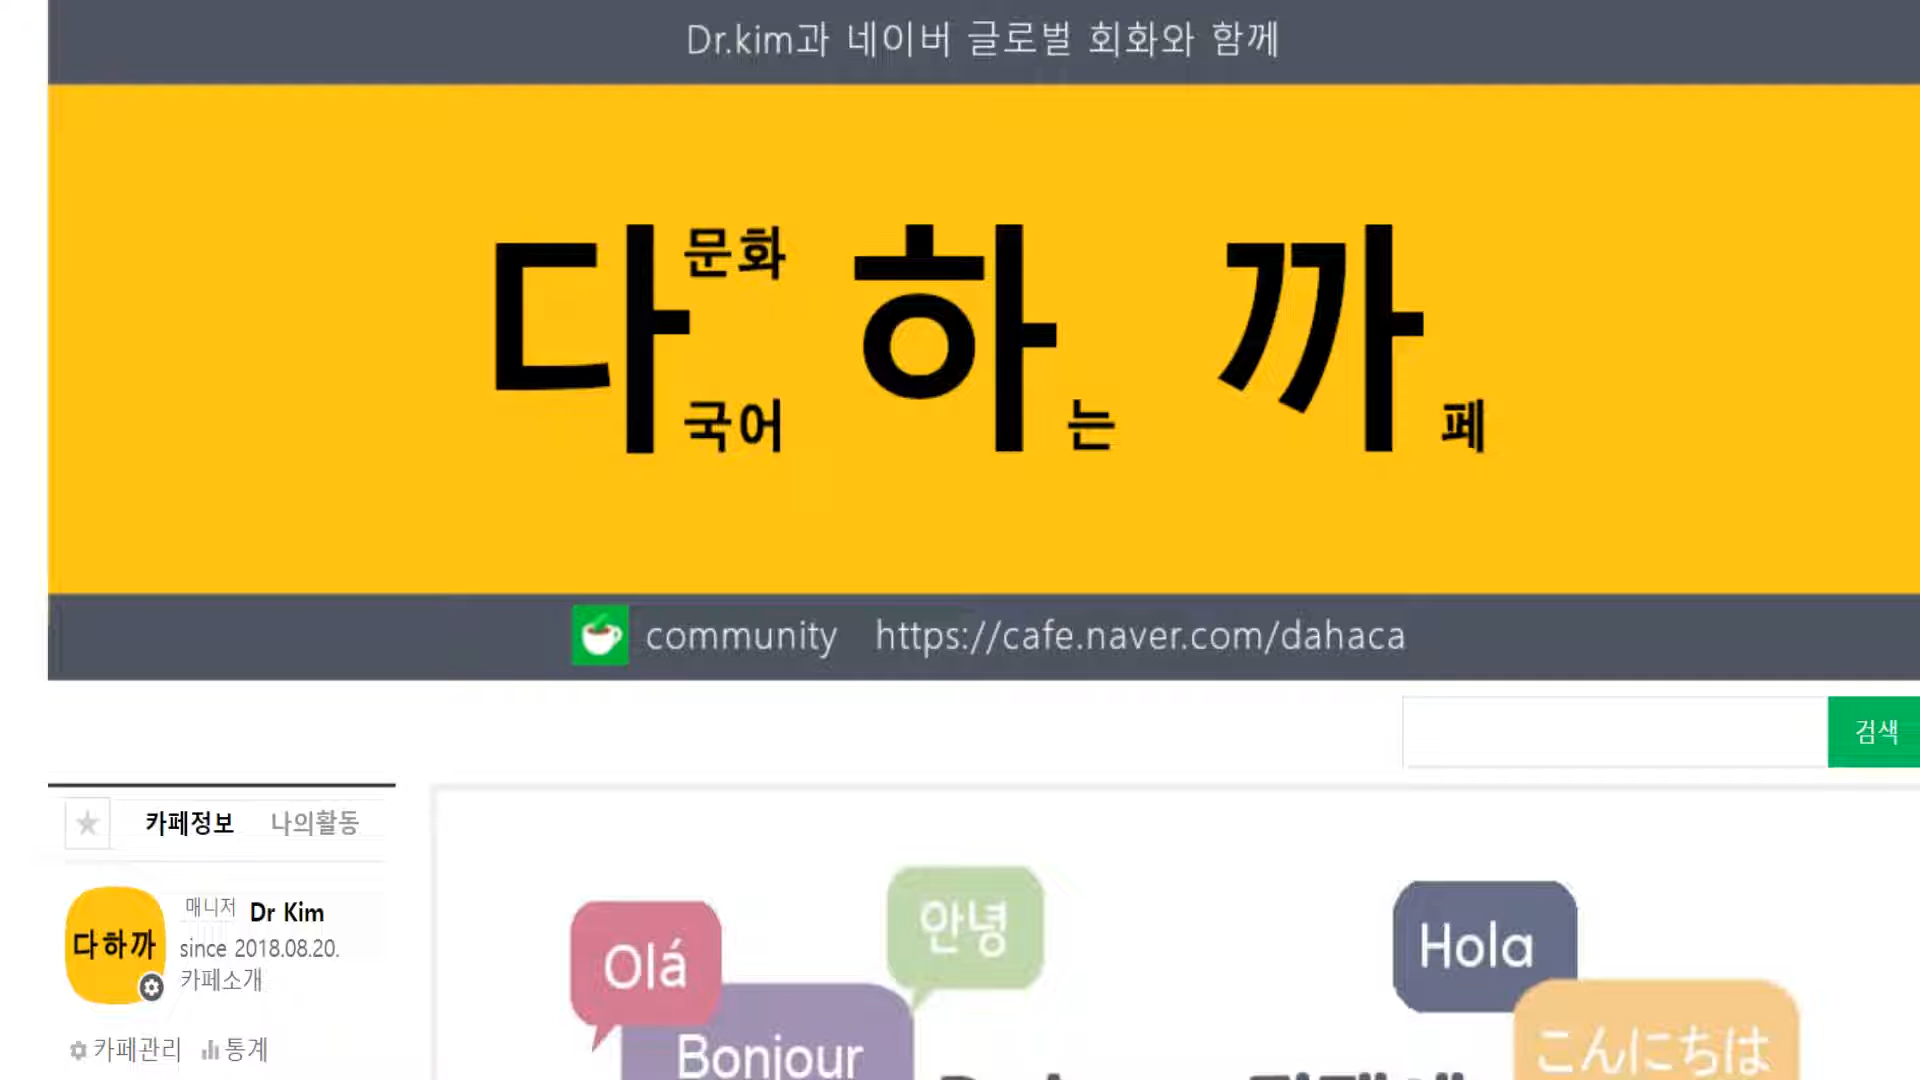 Dr.kim과 네이버 글로벌 회화와 함께
다문화 하 까
국어 는 페
community https://cafe.naver.com/dahaca
검색
카페정보 나의활동
매니저 Dr Kim
다하까 since 2018.08.20.
카페소개
카페관리 통계
Olá
안녕
Hola
Bonjour
こんにちは